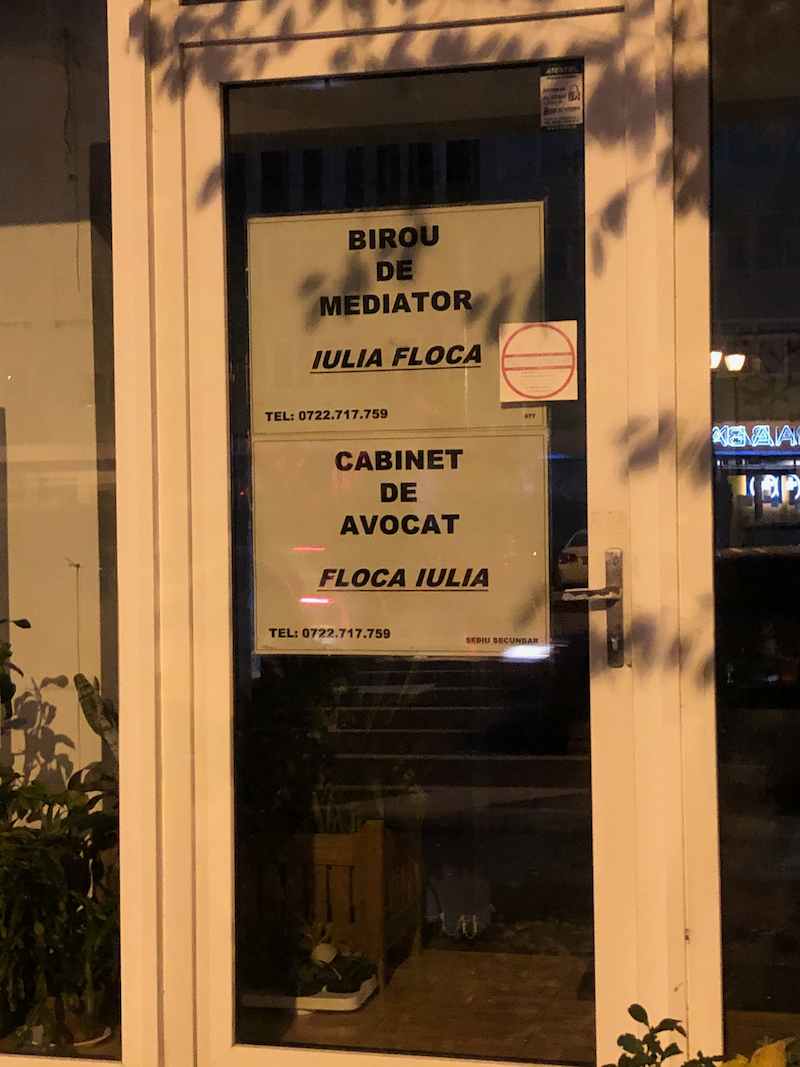 ATENTIE
BIROU
DE
MEDIATOR
IULIA FLOCA
TEL: 0722.717.759
CABINET
DE
AVOCAT
FLOCA IULIA
TEL: 0722.717.759
SEDIU SECUNDAR